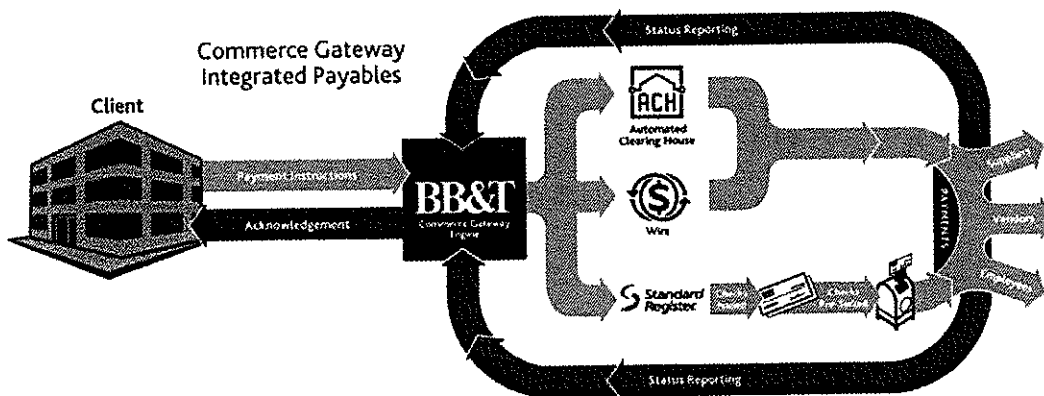 Commerce Gateway
Integrated Payables
Status Reporting
Client
ACH
Automated
Clearing House
Payment Instructions
BB&T
Commerce Gateway
Engine
Acknowledgement
Wire
PAYMENTS
Suppliers
Vendors
Employees
Standard
Register
Status Reporting